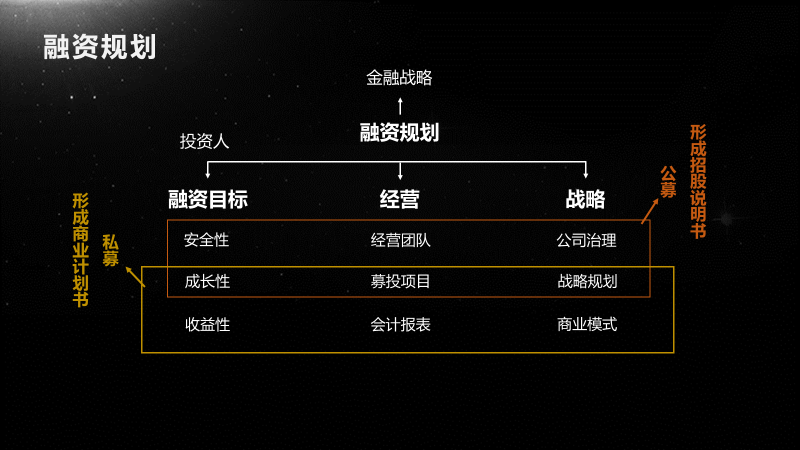 融资规划
金融战略
融资规划
投资人
融资目标 经营 战略
安全性 经营团队 公司治理
成长性 募投项目 战略规划
收益性 会计报表 商业模式
形成商业计划书
私募
公募
形成招股说明书